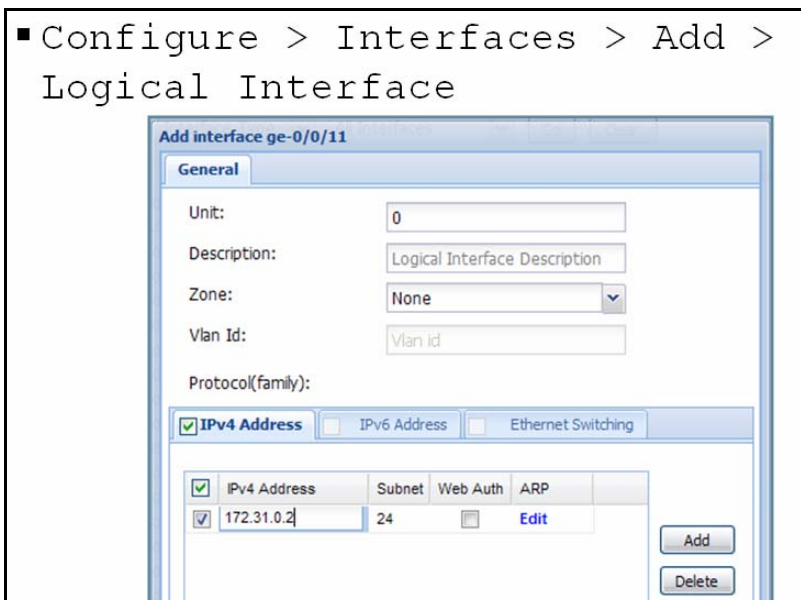 ▪ Configure > Interfaces > Add >
Logical Interface
Add interface ge-0/0/11
General
Unit: 0
Description: Logical Interface Description
Zone: None
Vlan Id: Vlan id
Protocol(family):
IPv4 Address IPv6 Address Ethernet Switching
IPv4 Address Subnet Web Auth ARP
172.31.0.2 24 Edit
Add
Delete